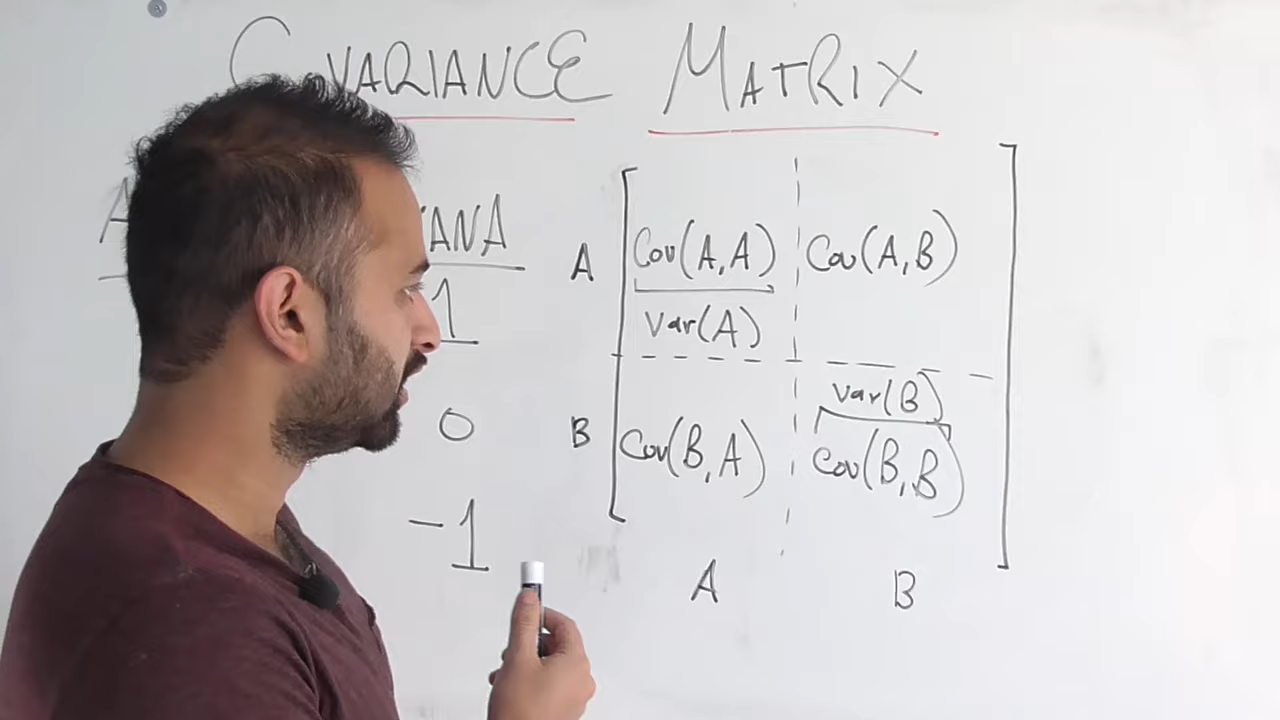 VARIANCE MATRIX
A ANA
1
0
-1
A Cov(A,A) Cov(A,B)
Var(A)
Var(B)
B Cov(B,A) Cov(B,B)
A B